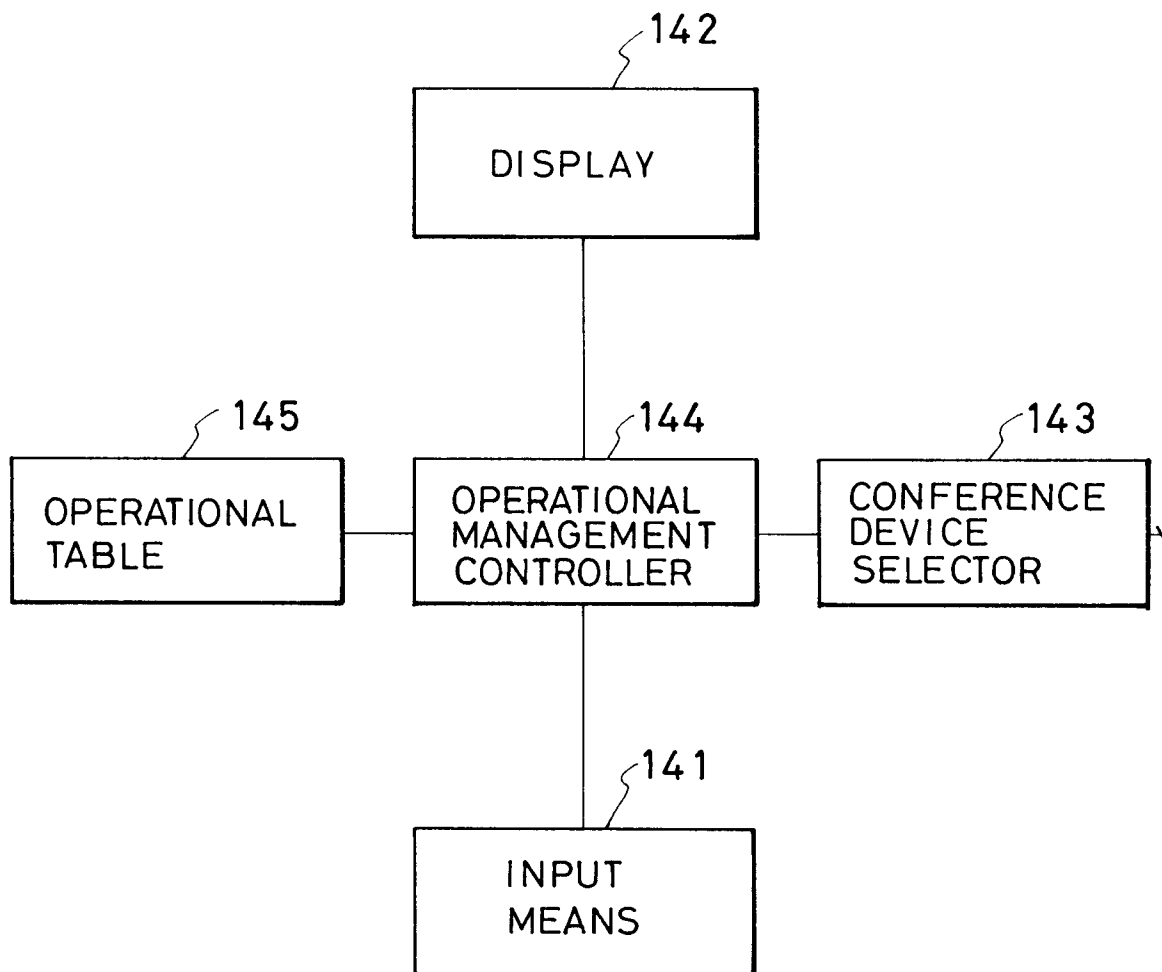 142
DISPLAY
145
144
143
OPERATIONAL
TABLE
OPERATIONAL
MANAGEMENT
CONTROLLER
CONFERENCE
DEVICE
SELECTOR
141
INPUT
MEANS